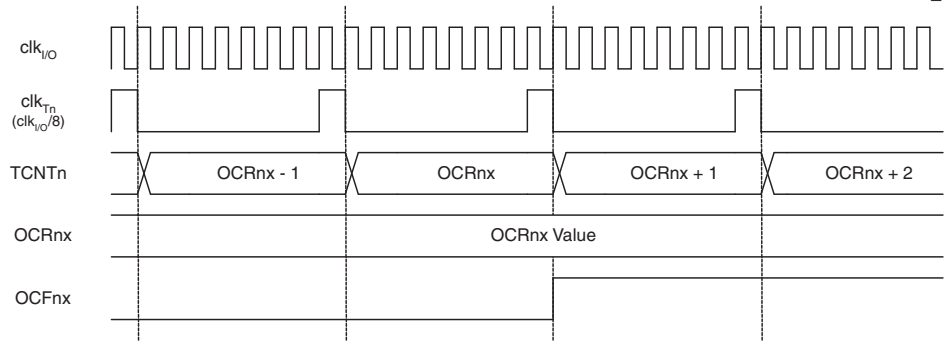 clkI/O
clkTn
(clkI/O/8)
TCNTn OCRnx - 1 OCRnx OCRnx + 1 OCRnx + 2
OCRnx OCRnx Value
OCFnx